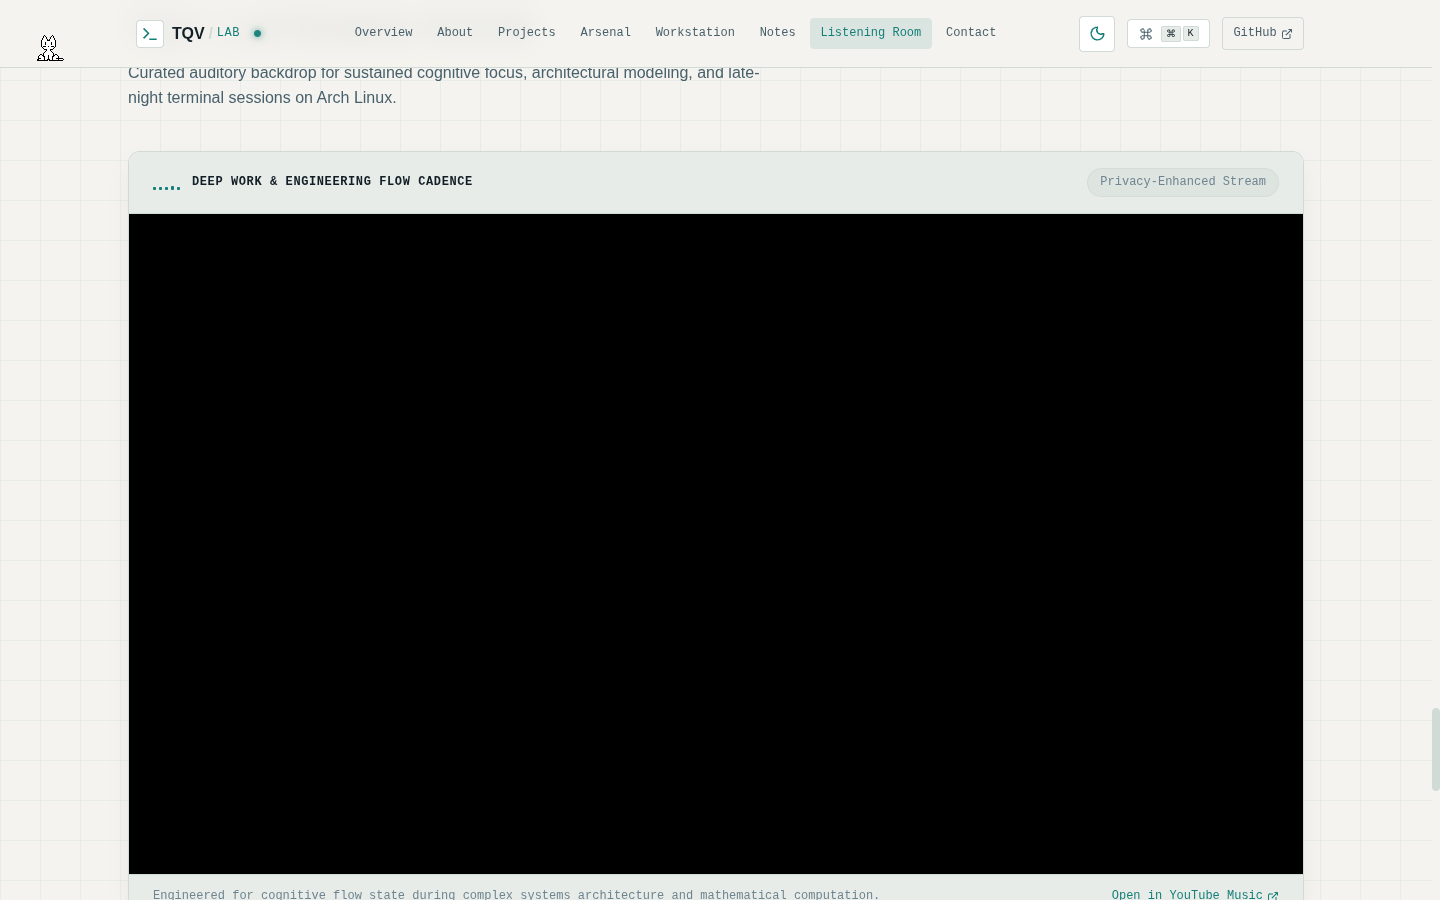 TQV / LAB
Overview
About
Projects
Arsenal
Workstation
Notes
Listening Room
Contact
⌘ ⌘ K
GitHub
Curated auditory backdrop for sustained cognitive focus, architectural modeling, and late-
night terminal sessions on Arch Linux.
DEEP WORK & ENGINEERING FLOW CADENCE
Privacy-Enhanced Stream
Engineered for cognitive flow state during complex systems architecture and mathematical computation.
Open in YouTube Music